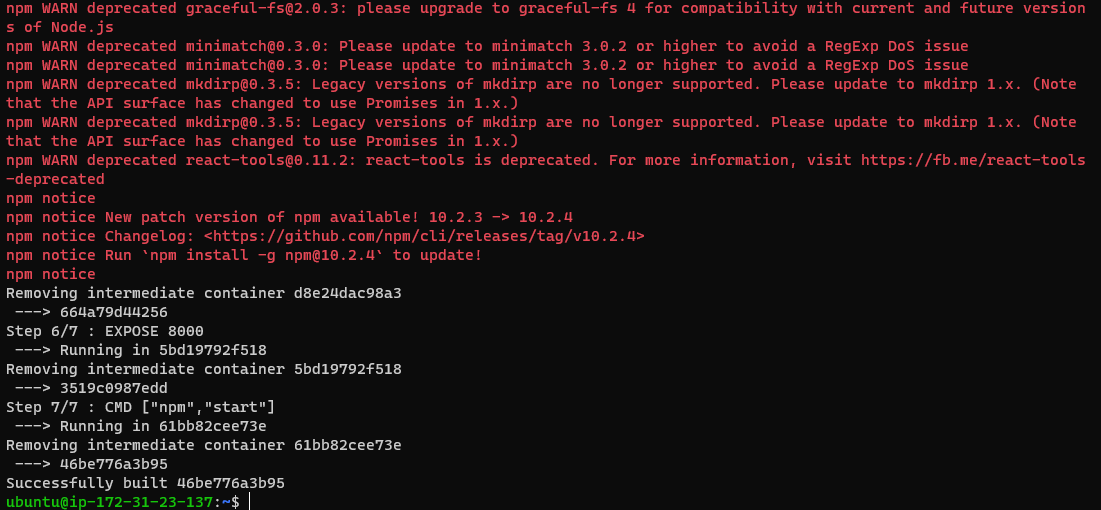 npm WARN deprecated graceful-fs@2.0.3: please upgrade to graceful-fs 4 for compatibility with current and future version
s of Node.js
npm WARN deprecated minimatch@0.3.0: Please update to minimatch 3.0.2 or higher to avoid a RegExp DoS issue
npm WARN deprecated minimatch@0.3.0: Please update to minimatch 3.0.2 or higher to avoid a RegExp DoS issue
npm WARN deprecated mkdirp@0.3.5: Legacy versions of mkdirp are no longer supported. Please update to mkdirp 1.x. (Note
that the API surface has changed to use Promises in 1.x.)
npm WARN deprecated mkdirp@0.3.5: Legacy versions of mkdirp are no longer supported. Please update to mkdirp 1.x. (Note
that the API surface has changed to use Promises in 1.x.)
npm WARN deprecated react-tools@0.11.2: react-tools is deprecated. For more information, visit https://fb.me/react-tools
-deprecated
npm notice
npm notice New patch version of npm available! 10.2.3 -> 10.2.4
npm notice Changelog: <https://github.com/npm/cli/releases/tag/v10.2.4>
npm notice Run `npm install -g npm@10.2.4` to update!
npm notice
Removing intermediate container d8e24dac98a3
 ---> 664a79d44256
Step 6/7 : EXPOSE 8000
 ---> Running in 5bd19792f518
Removing intermediate container 5bd19792f518
 ---> 3519c0987edd
Step 7/7 : CMD ["npm","start"]
 ---> Running in 61bb82cee73e
Removing intermediate container 61bb82cee73e
 ---> 46be776a3b95
Successfully built 46be776a3b95
ubuntu@ip-172-31-23-137:~$